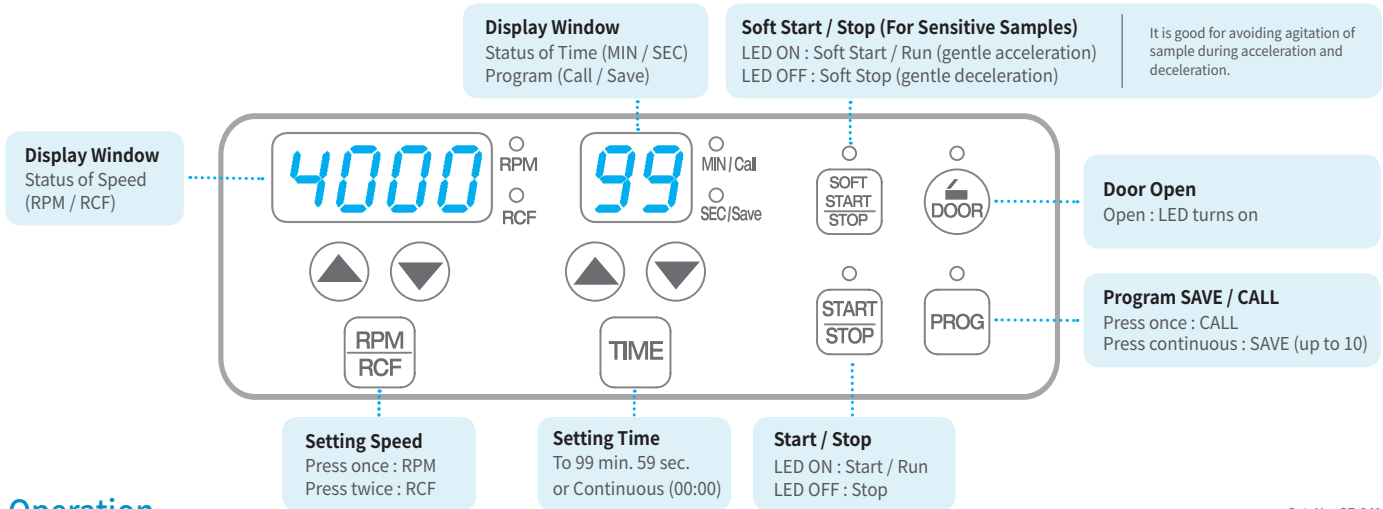 Display Window
Status of Time (MIN / SEC)
Program (Call / Save)
Soft Start / Stop (For Sensitive Samples)
LED ON : Soft Start / Run (gentle acceleration)
LED OFF : Soft Stop (gentle deceleration)
It is good for avoiding agitation of
sample during acceleration and
deceleration.
Display Window
Status of Speed
(RPM / RCF)
4000
RPM
RCF
99
MIN / Call
SEC/Save
SOFT
START
STOP
DOOR
Door Open
Open : LED turns on
RPM
RCF
TIME
START
STOP
PROG
Program SAVE / CALL
Press once : CALL
Press continuous : SAVE (up to 10)
Setting Speed
Press once : RPM
Press twice : RCF
Setting Time
To 99 min. 59 sec.
or Continuous (00:00)
Start / Stop
LED ON : Start / Run
LED OFF : Stop
Operation